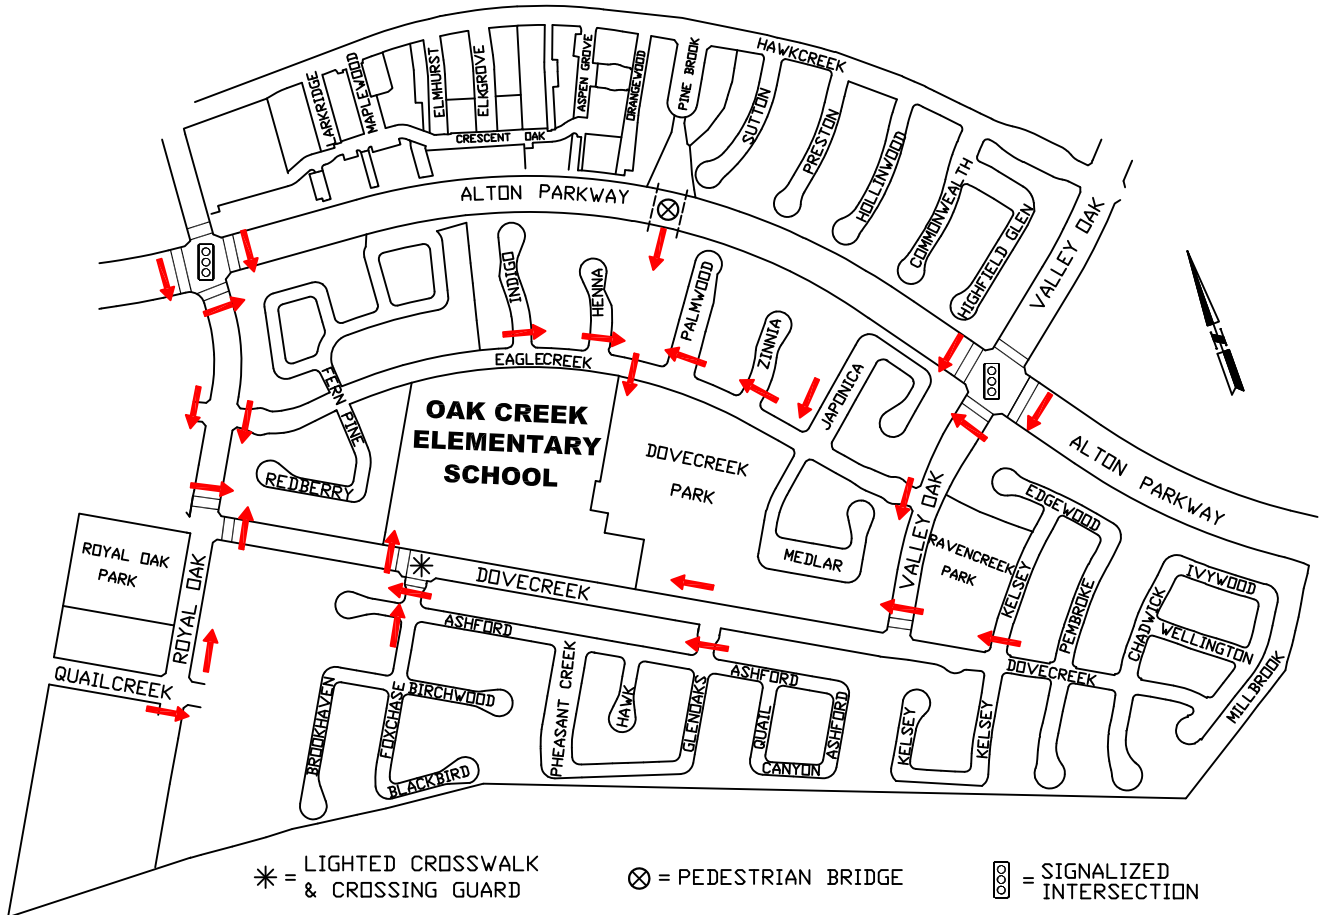 HAWKCREEK
LARKRIDGE
MAPLEWOOD
ELMHURST
ELKGROVE
ASPEN GROVE
ORANGEWOOD
PINE BROOK
SUTTON
PRESTON
HOLLINWOOD
COMMONWEALTH
HIGHFIELD GLEN
CRESCENT OAK
ALTON PARKWAY
VALLEY OAK
INDIGO
HENNA
PALMWOOD
ZINNIA
JAPONICA
EAGLECREEK
FERN PINE
REDBERRY
OAK CREEK
ELEMENTARY
SCHOOL
DOVECREEK
PARK
MEDLAR
VALLEY OAK
ALTON PARKWAY
EDGEWOOD
RAVENCREEK
PARK
KELSEY
PEMBROKE
CHADWICK
IVYWOOD
WELLINGTON
MILLBROOK
N
ROYAL OAK
PARK
ROYAL OAK
QUAILCREEK
DOVECREEK
ASHFORD
BROOKHAVEN
FOXCHASE
BIRCHWOOD
BLACKBIRD
PHEASANT CREEK
HAWK
GLENOAKS
ASHFORD
QUAIL
CANYON
ASHFORD
KELSEY
KELSEY
DOVECREEK
= LIGHTED CROSSWALK
& CROSSING GUARD
= PEDESTRIAN BRIDGE
= SIGNALIZED
INTERSECTION